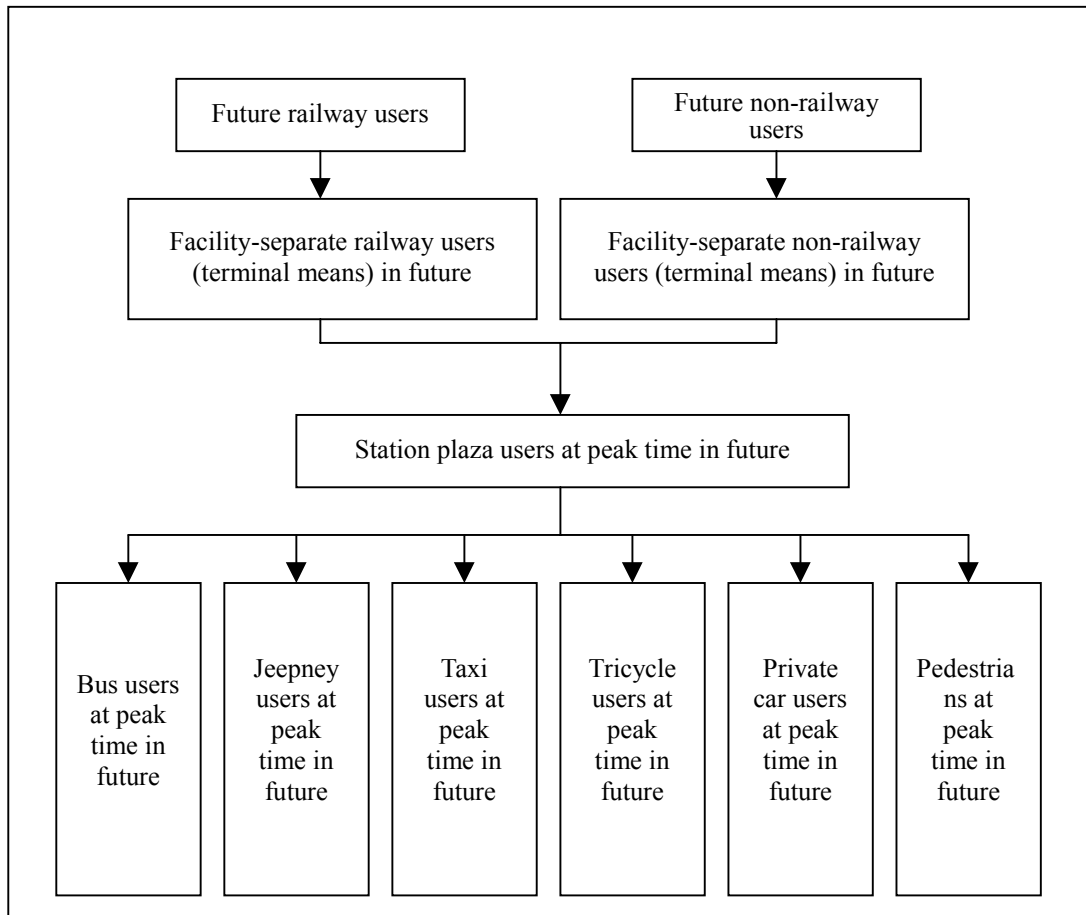 Future railway users
Future non-railway
users
Facility-separate railway users
(terminal means) in future
Facility-separate non-railway
users (terminal means) in future
Station plaza users at peak time in future
Bus users
at peak
time in
future
Jeepney
users at
peak
time in
future
Taxi
users at
peak
time in
future
Tricycle
users at
peak
time in
future
Private
car users
at peak
time in
future
Pedestria
ns at
peak
time in
future